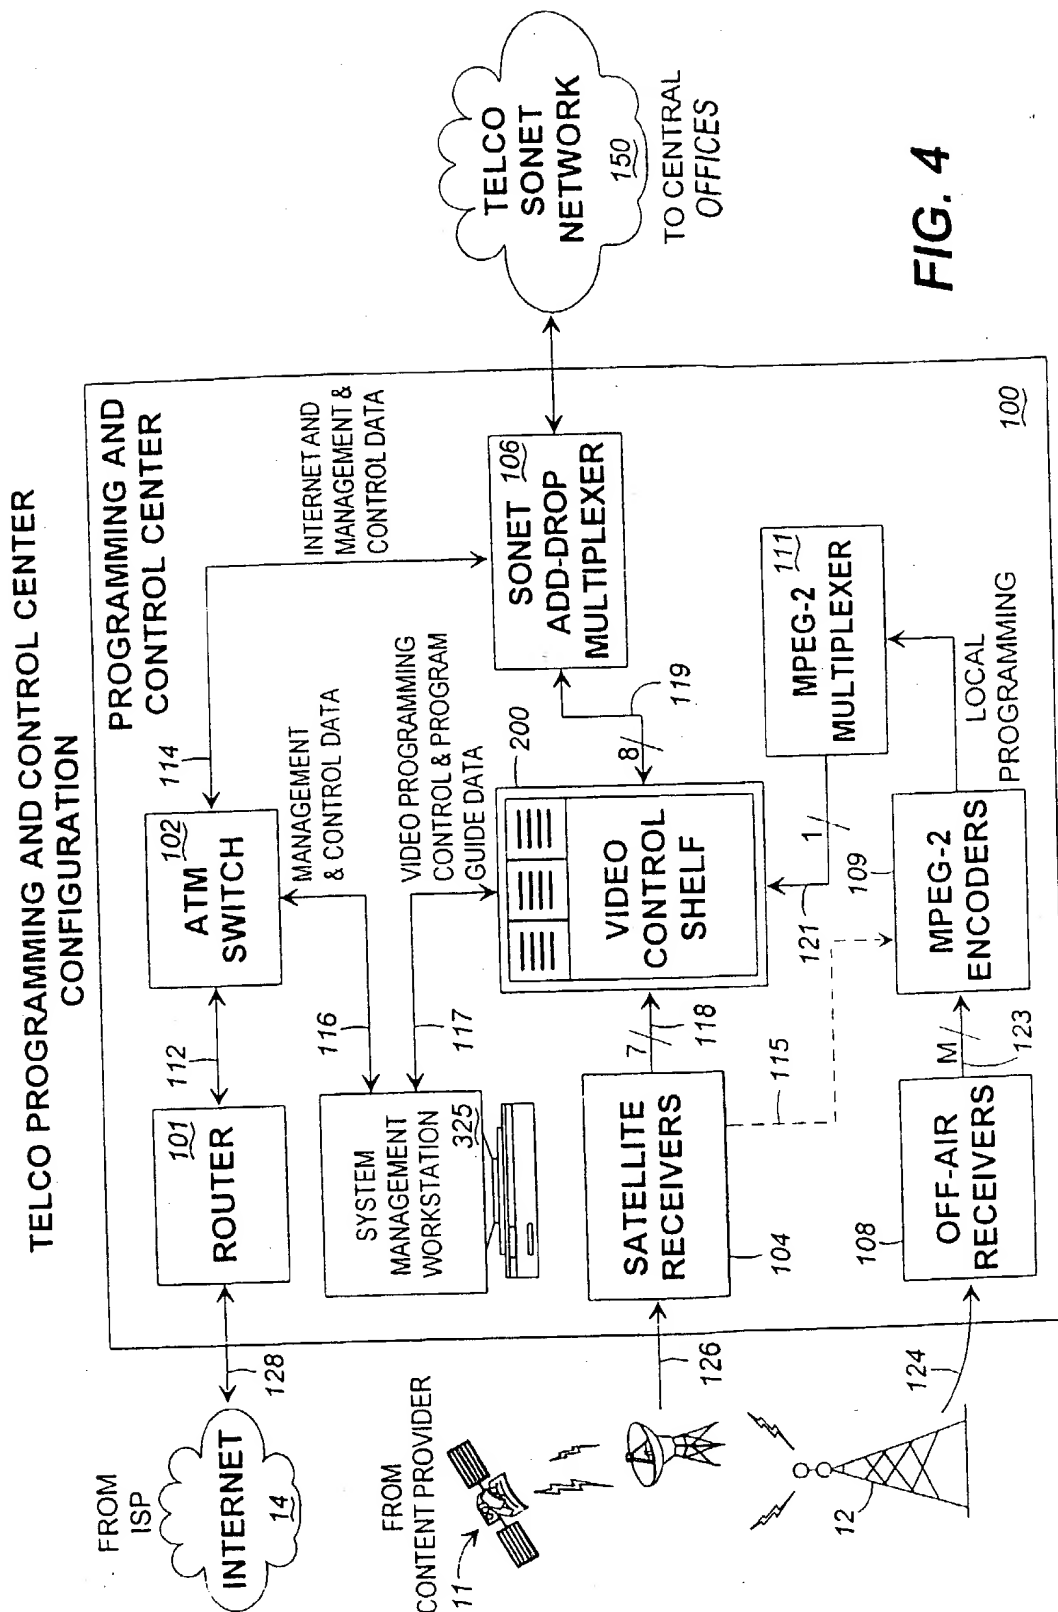 TELCO PROGRAMMING AND CONTROL CENTER
CONFIGURATION
PROGRAMMING AND
CONTROL CENTER
FROM
ISP
INTERNET
14
128
101
ROUTER
112
102
ATM
SWITCH
114
INTERNET AND
MANAGEMENT &
CONTROL DATA
MANAGEMENT
& CONTROL DATA
116
117
SYSTEM
MANAGEMENT
WORKSTATION
325
VIDEO PROGRAMMING
CONTROL & PROGRAM
GUIDE DATA
200
VIDEO
CONTROL
SHELF
8
119
SONET
106
ADD-DROP
MULTIPLEXER
TELCO
SONET
NETWORK
150
TO CENTRAL
OFFICES
FROM
CONTENT PROVIDER
11
126
SATELLITE
RECEIVERS
104
7
118
115
121
1
MPEG-2
111
MULTIPLEXER
LOCAL
PROGRAMMING
109
MPEG-2
ENCODERS
M
123
108
OFF-AIR
RECEIVERS
124
12
100
FIG. 4